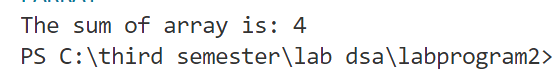 The sum of array is: 4
PS C:\third semester\lab dsa\labprogram2>